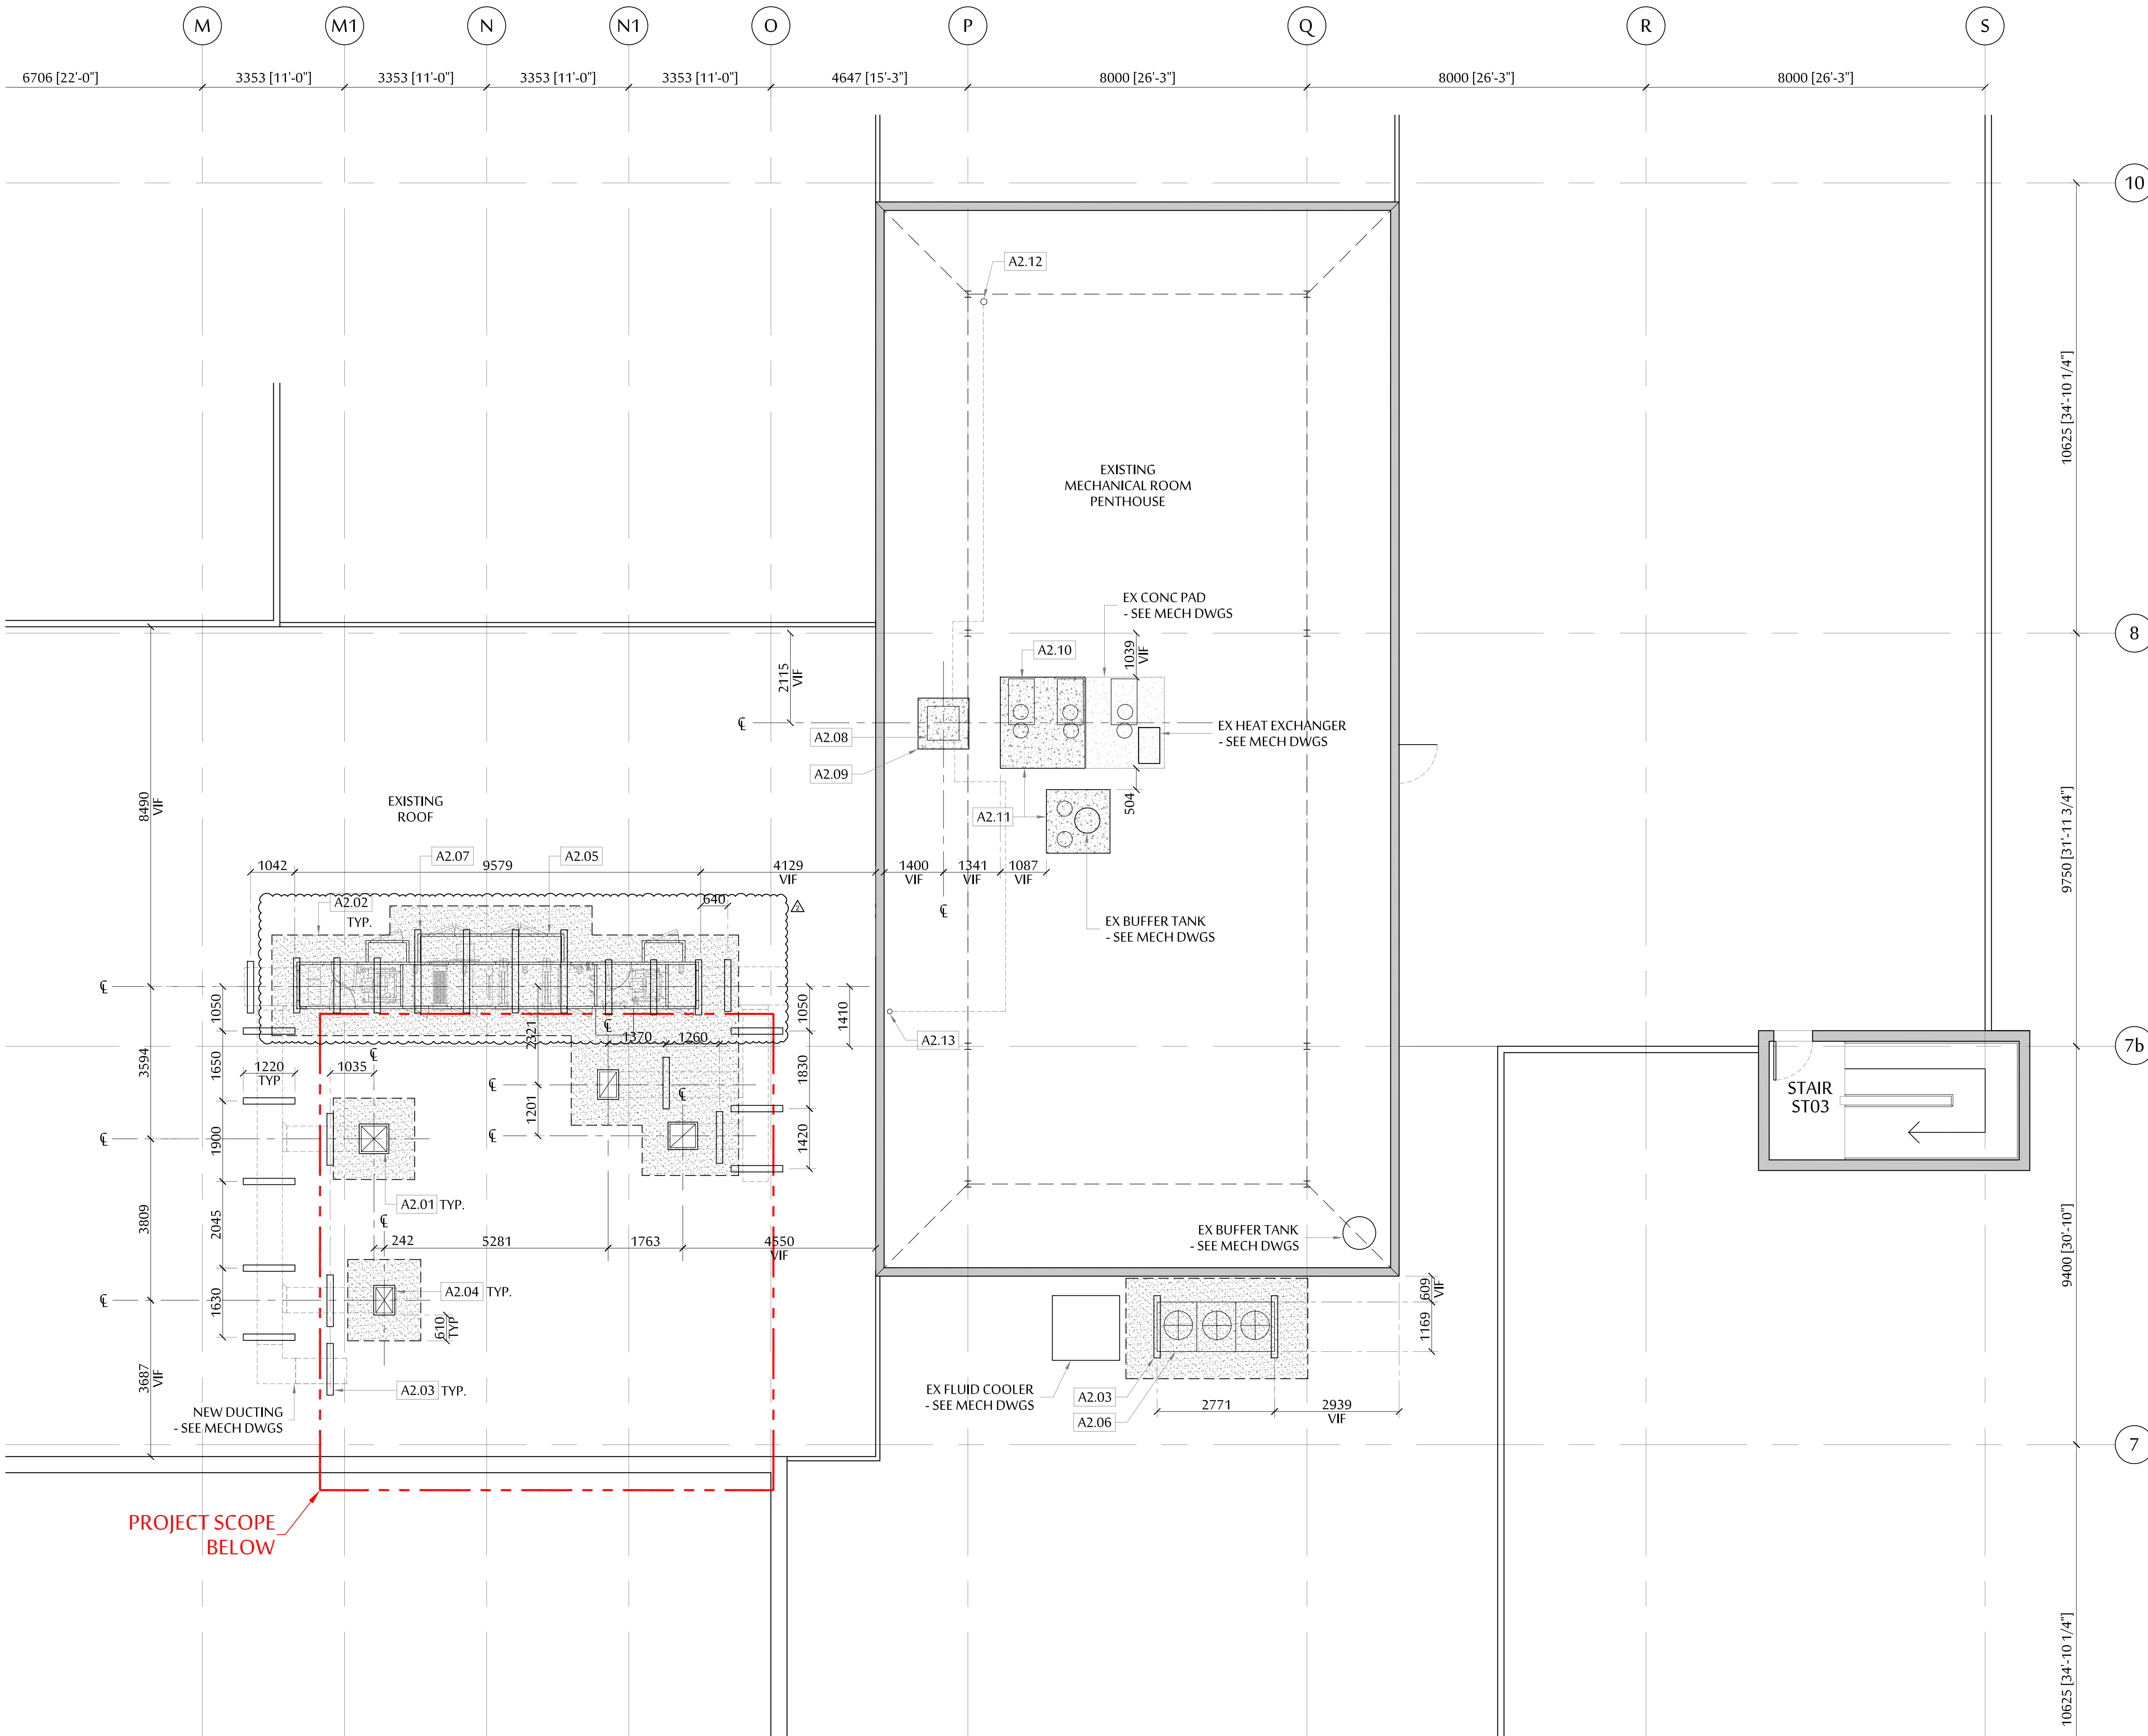 M
M1
N
N1
O
P
Q
R
S
6706 [22'-0"]
3353 [11'-0"]
3353 [11'-0"]
3353 [11'-0"]
3353 [11'-0"]
4647 [15'-3"]
8000 [26'-3"]
8000 [26'-3"]
8000 [26'-3"]
10
A2.12
10625 [34'-10 1/4"]
EXISTING
MECHANICAL ROOM
PENTHOUSE
EX CONC PAD
- SEE MECH DWGS
8
2115
VIF
A2.10
1039
VIF
℄
A2.08
A2.09
EX HEAT EXCHANGER
- SEE MECH DWGS
8490
VIF
EXISTING
ROOF
A2.11
504
9750 [31'-11 3/4"]
A2.07
A2.05
1042
9579
4129
VIF
1400
VIF
1341
VIF
1087
VIF
℄
A2.02
TYP.
640
2
EX BUFFER TANK
- SEE MECH DWGS
℄
1050
1050
1410
2321
℄
1370
1260
A2.13
7b
3594
1650
℄
1220
TYP
1035
℄
℄
1830
STAIR
ST03
1201
℄
℄
1900
1420
A2.01 TYP.
3809
2045
℄
242
5281
1763
4550
VIF
EX BUFFER TANK
- SEE MECH DWGS
9400 [30'-10"]
℄
1630
A2.04 TYP.
610
TYP
609
VIF
1169
3687
VIF
A2.03 TYP.
NEW DUCTING
- SEE MECH DWGS
EX FLUID COOLER
- SEE MECH DWGS
A2.03
A2.06
2771
2939
VIF
7
PROJECT SCOPE
BELOW
10625 [34'-10 1/4"]